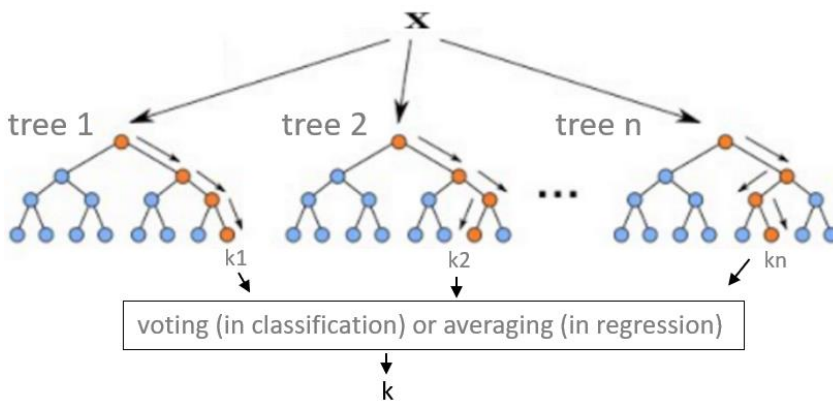 x
tree 1
tree 2
tree n
...
k1
k2
kn
voting (in classification) or averaging (in regression)
k